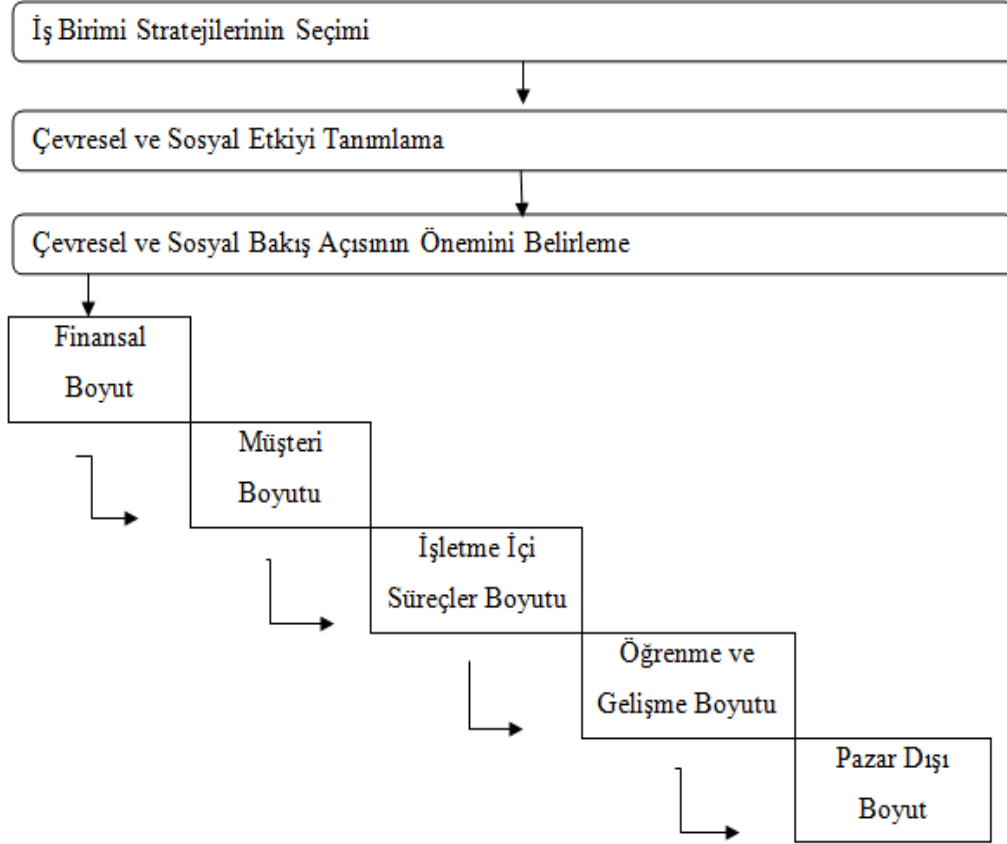 İş Birimi Stratejilerinin Seçimi
Çevresel ve Sosyal Etkiyi Tanımlama
Çevresel ve Sosyal Bakış Açısının Önemini Belirleme
Finansal
Boyut
Müşteri
Boyutu
İşletme İçi
Süreçler Boyutu
Öğrenme ve
Gelişme Boyutu
Pazar Dışı
Boyut